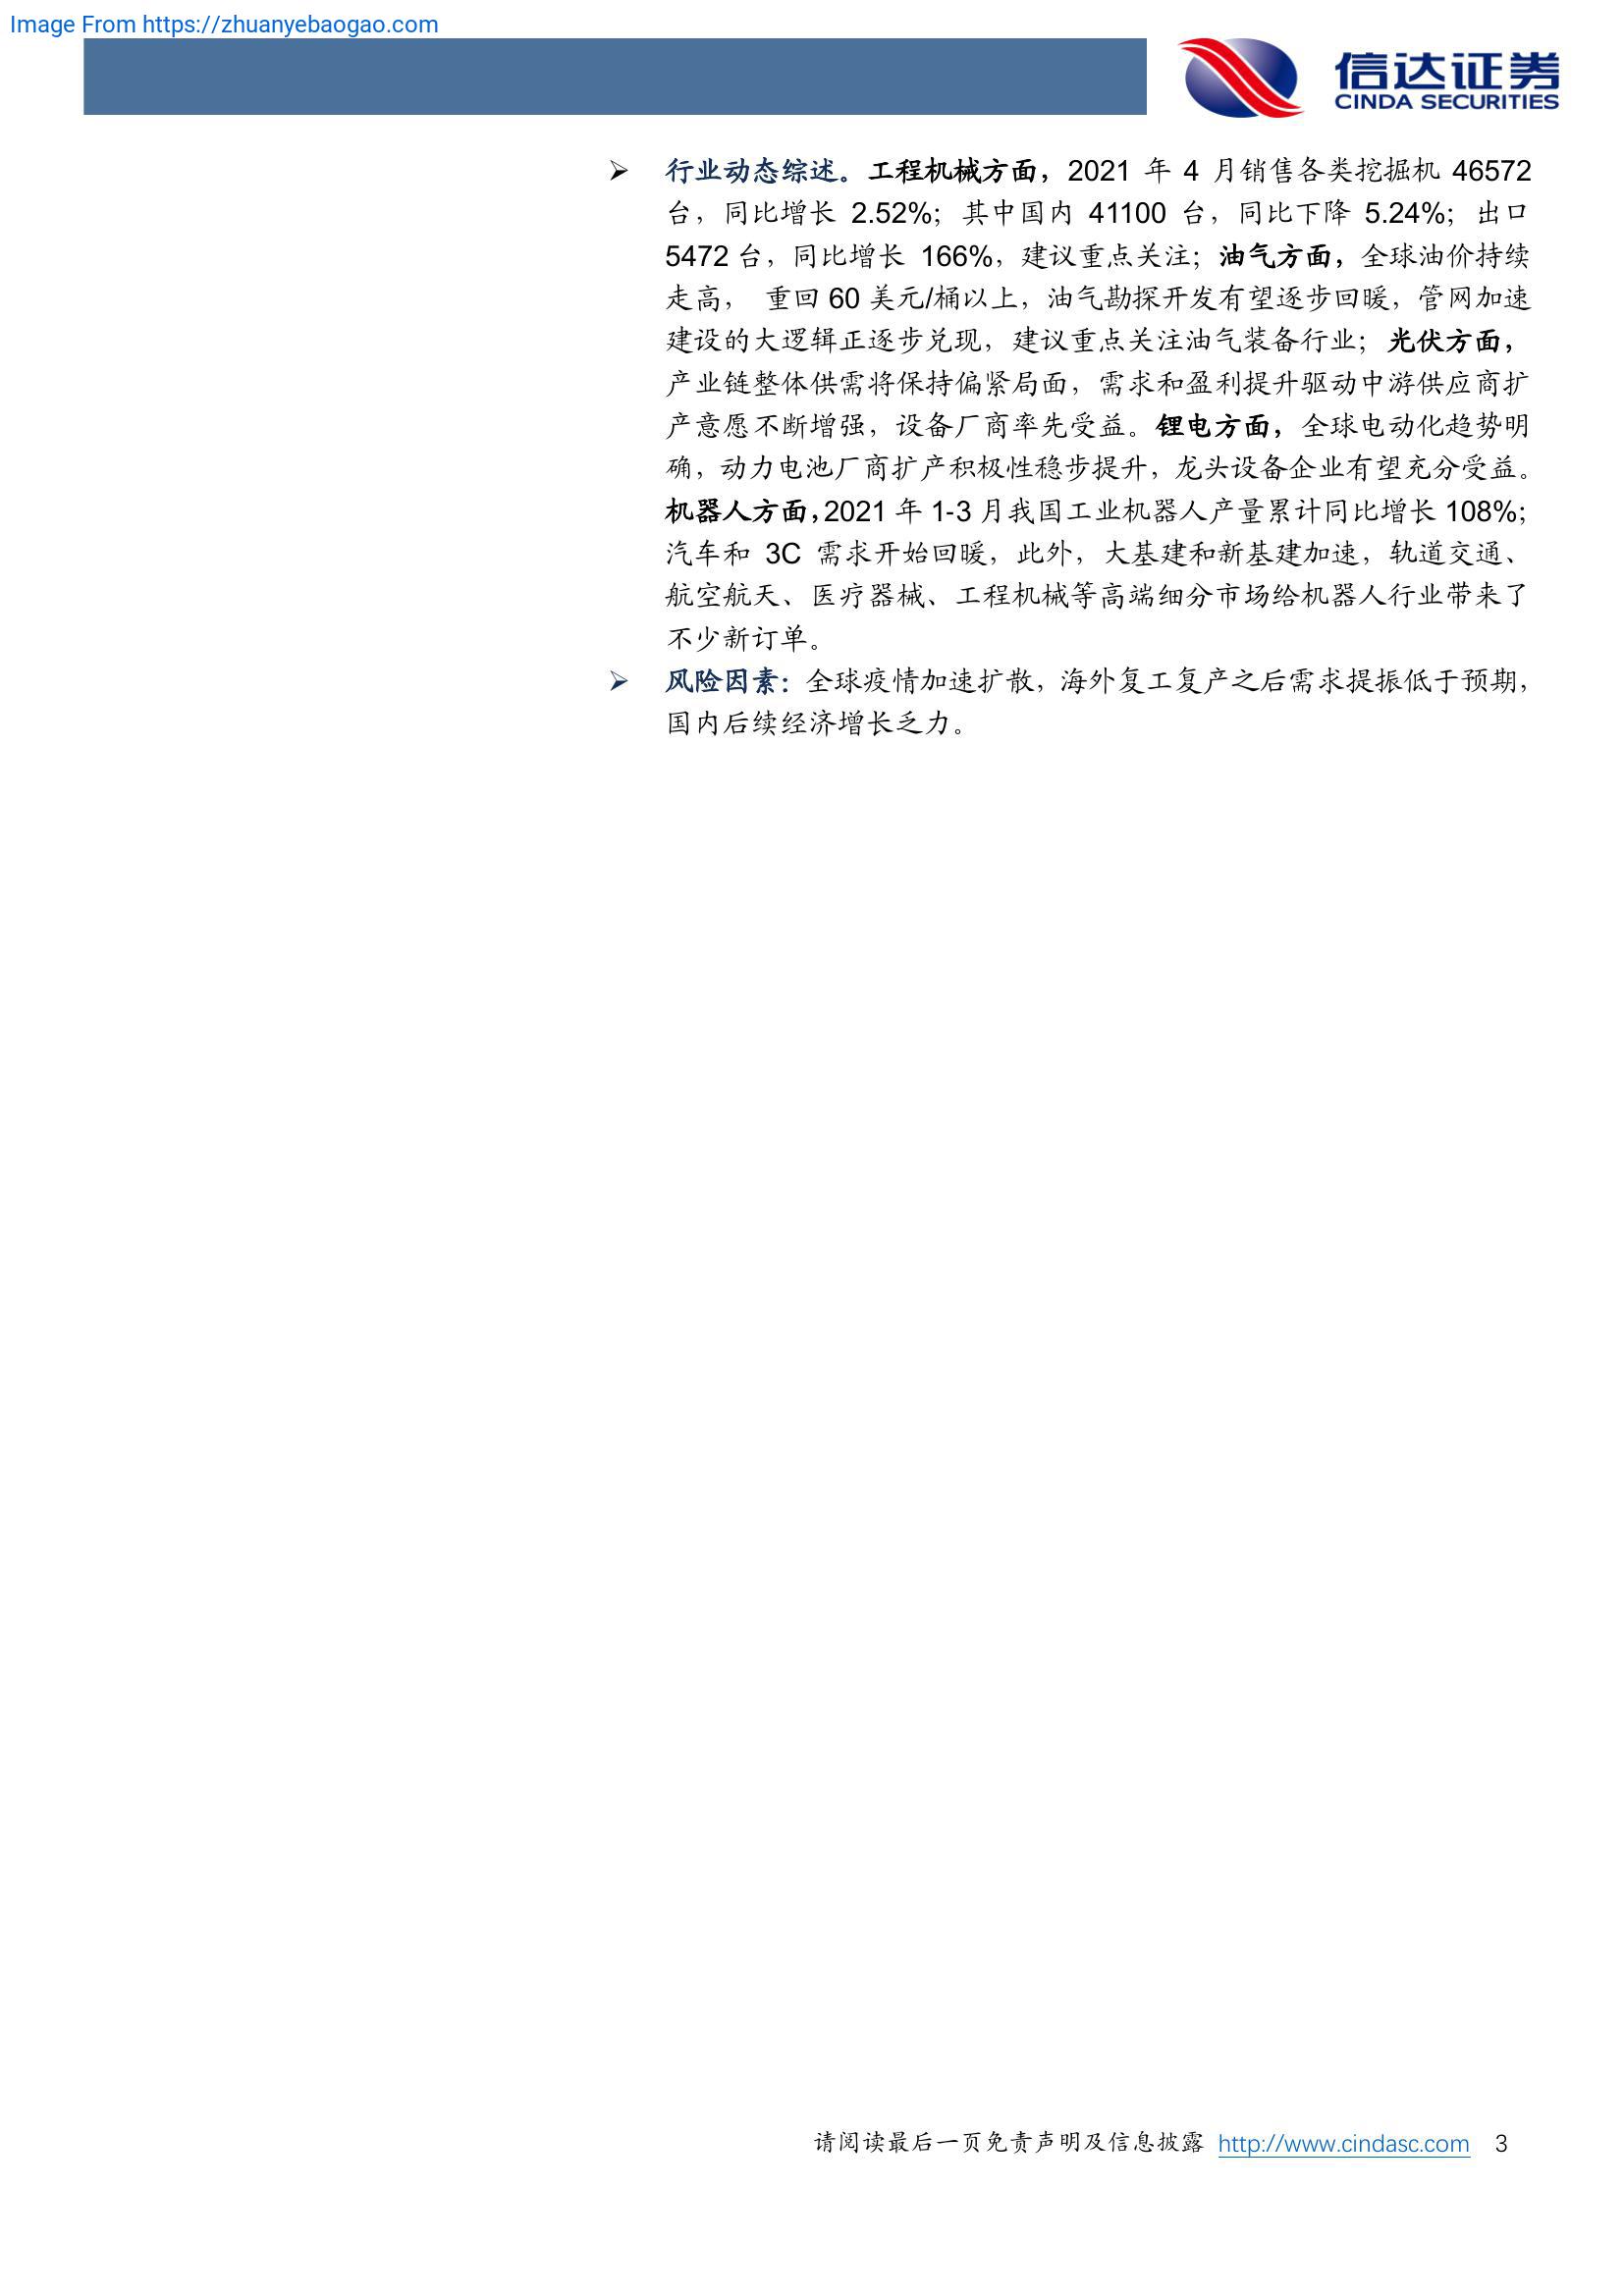 Image From https://zhuanyebaogao.com
信达证券
CINDA SECURITIES
➢ 行业动态综述。工程机械方面，2021 年 4 月销售各类挖掘机 46572
台，同比增长 2.52%；其中国内 41100 台，同比下降 5.24%；出口
5472 台，同比增长 166%，建议重点关注；油气方面，全球油价持续
走高， 重回 60 美元/桶以上，油气勘探开发有望逐步回暖，管网加速
建设的大逻辑正逐步兑现，建议重点关注油气装备行业；光伏方面，
产业链整体供需将保持偏紧局面，需求和盈利提升驱动中游供应商扩
产意愿不断增强，设备厂商率先受益。锂电方面，全球电动化趋势明
确，动力电池厂商扩产积极性稳步提升，龙头设备企业有望充分受益。
机器人方面，2021 年 1-3 月我国工业机器人产量累计同比增长 108%；
汽车和 3C 需求开始回暖，此外，大基建和新基建加速，轨道交通、
航空航天、医疗器械、工程机械等高端细分市场给机器人行业带来了
不少新订单。
➢ 风险因素：全球疫情加速扩散，海外复工复产之后需求提振低于预期，
国内后续经济增长乏力。
请阅读最后一页免责声明及信息披露 http://www.cindasc.com 3